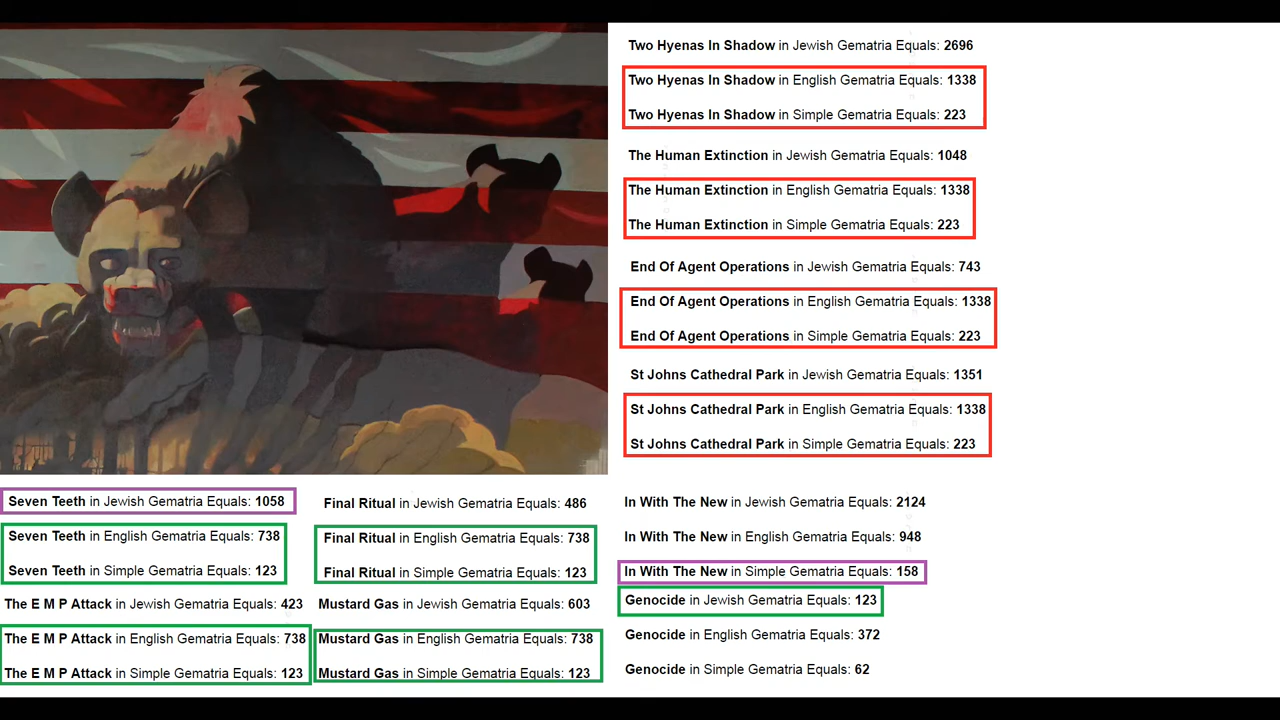 Two Hyenas In Shadow in Jewish Gematria Equals: 2696
Two Hyenas In Shadow in English Gematria Equals: 1338
Two Hyenas In Shadow in Simple Gematria Equals: 223
The Human Extinction in Jewish Gematria Equals: 1048
The Human Extinction in English Gematria Equals: 1338
The Human Extinction in Simple Gematria Equals: 223
End Of Agent Operations in Jewish Gematria Equals: 743
End Of Agent Operations in English Gematria Equals: 1338
End Of Agent Operations in Simple Gematria Equals: 223
St Johns Cathedral Park in Jewish Gematria Equals: 1351
St Johns Cathedral Park in English Gematria Equals: 1338
St Johns Cathedral Park in Simple Gematria Equals: 223
Seven Teeth in Jewish Gematria Equals: 1058
Seven Teeth in English Gematria Equals: 738
Seven Teeth in Simple Gematria Equals: 123
The E M P Attack in Jewish Gematria Equals: 423
The E M P Attack in English Gematria Equals: 738
The E M P Attack in Simple Gematria Equals: 123
Final Ritual in Jewish Gematria Equals: 486
Final Ritual in English Gematria Equals: 738
Final Ritual in Simple Gematria Equals: 123
Mustard Gas in Jewish Gematria Equals: 603
Mustard Gas in English Gematria Equals: 738
Mustard Gas in Simple Gematria Equals: 123
In With The New in Jewish Gematria Equals: 2124
In With The New in English Gematria Equals: 948
In With The New in Simple Gematria Equals: 158
Genocide in Jewish Gematria Equals: 123
Genocide in English Gematria Equals: 372
Genocide in Simple Gematria Equals: 62